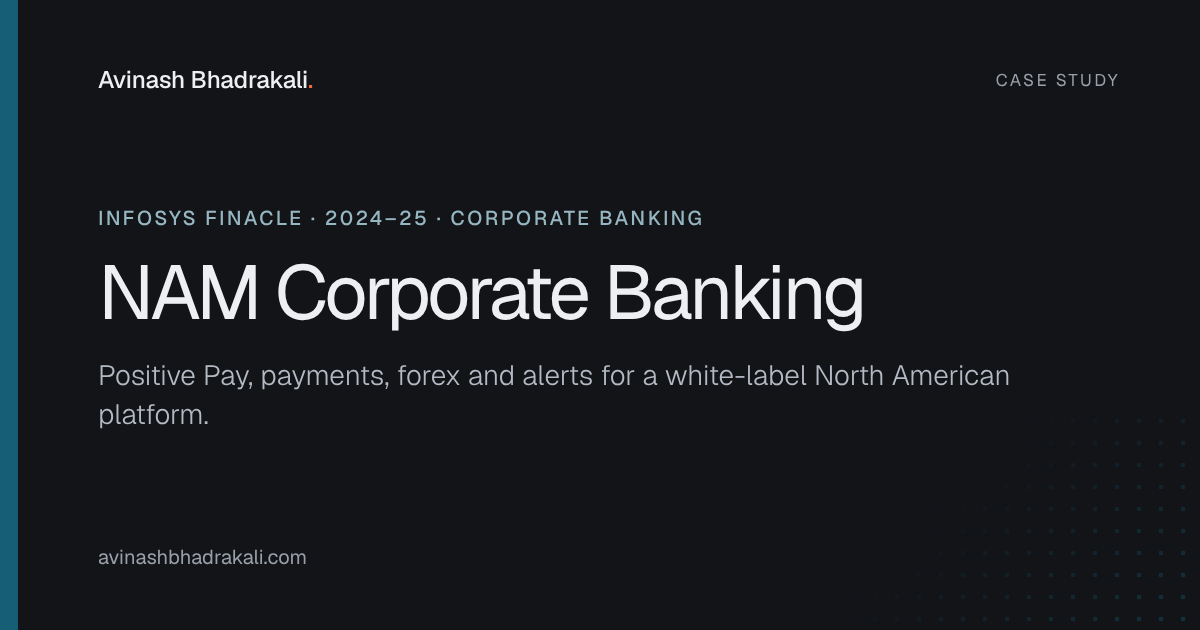 Avinash Bhadrakali.
CASE STUDY
INFOSYS FINACLE · 2024–25 · CORPORATE BANKING
NAM Corporate Banking
Positive Pay, payments, forex and alerts for a white-label North American
platform.
avinashbhadrakali.com